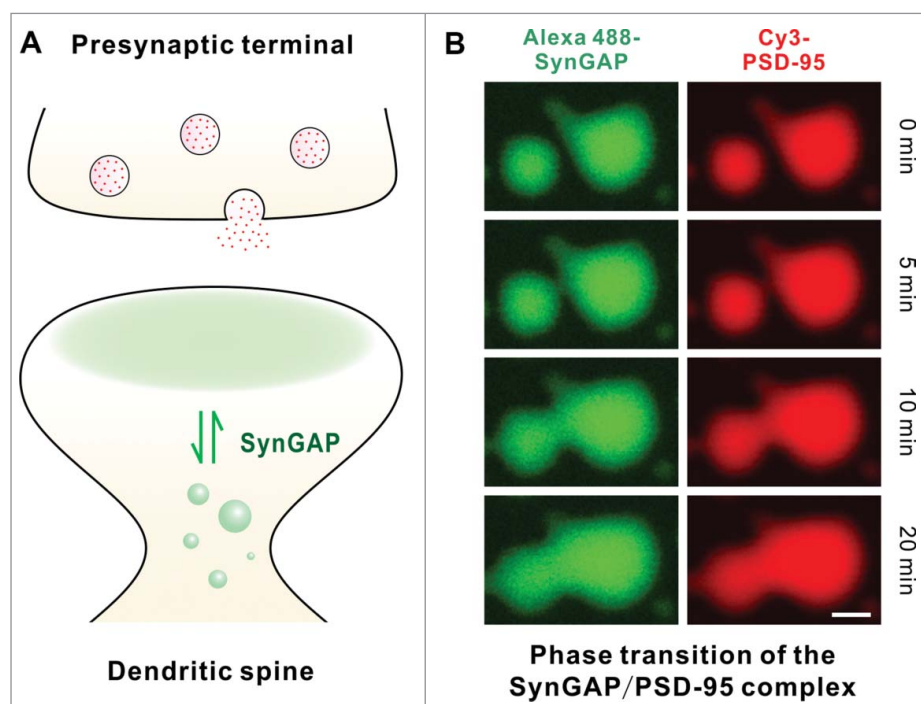 A
Presynaptic terminal
SynGAP
Dendritic spine
B
Alexa 488-
SynGAP
Cy3-
PSD-95
0 min
5 min
10 min
20 min
Phase transition of the
SynGAP/PSD-95 complex